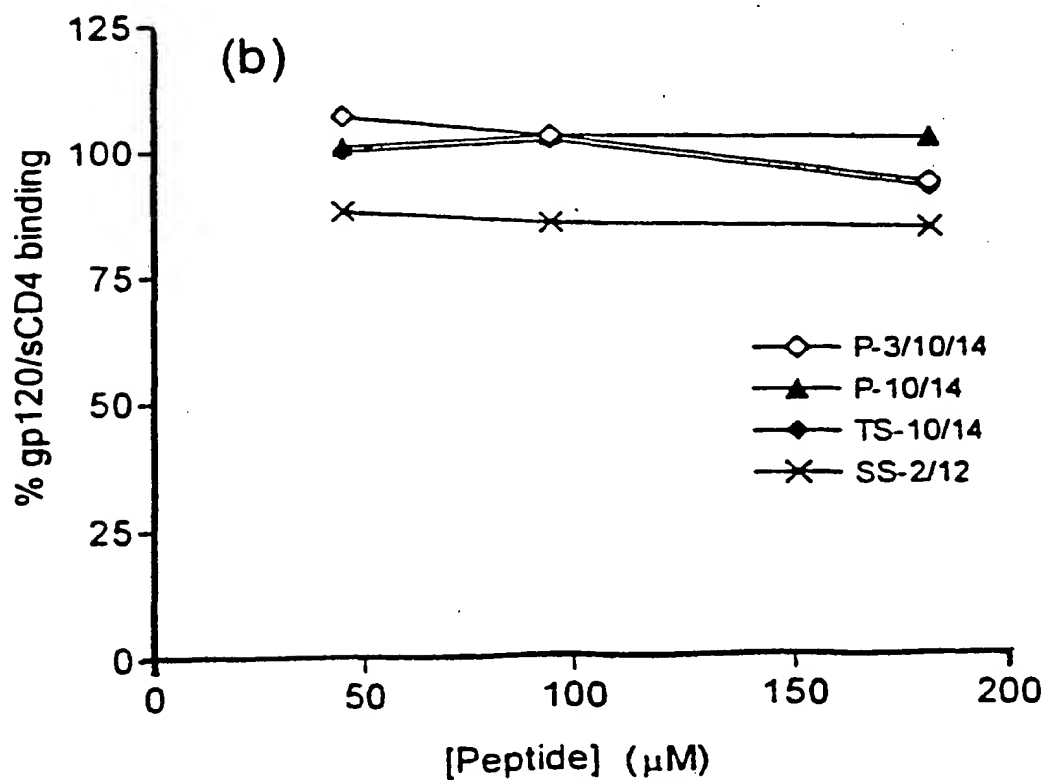 (b)
% gp120/sCD4 binding
125
100
75
50
25
0
0 50 100 150 200
[Peptide] (μM)
P-3/10/14
P-10/14
TS-10/14
SS-2/12